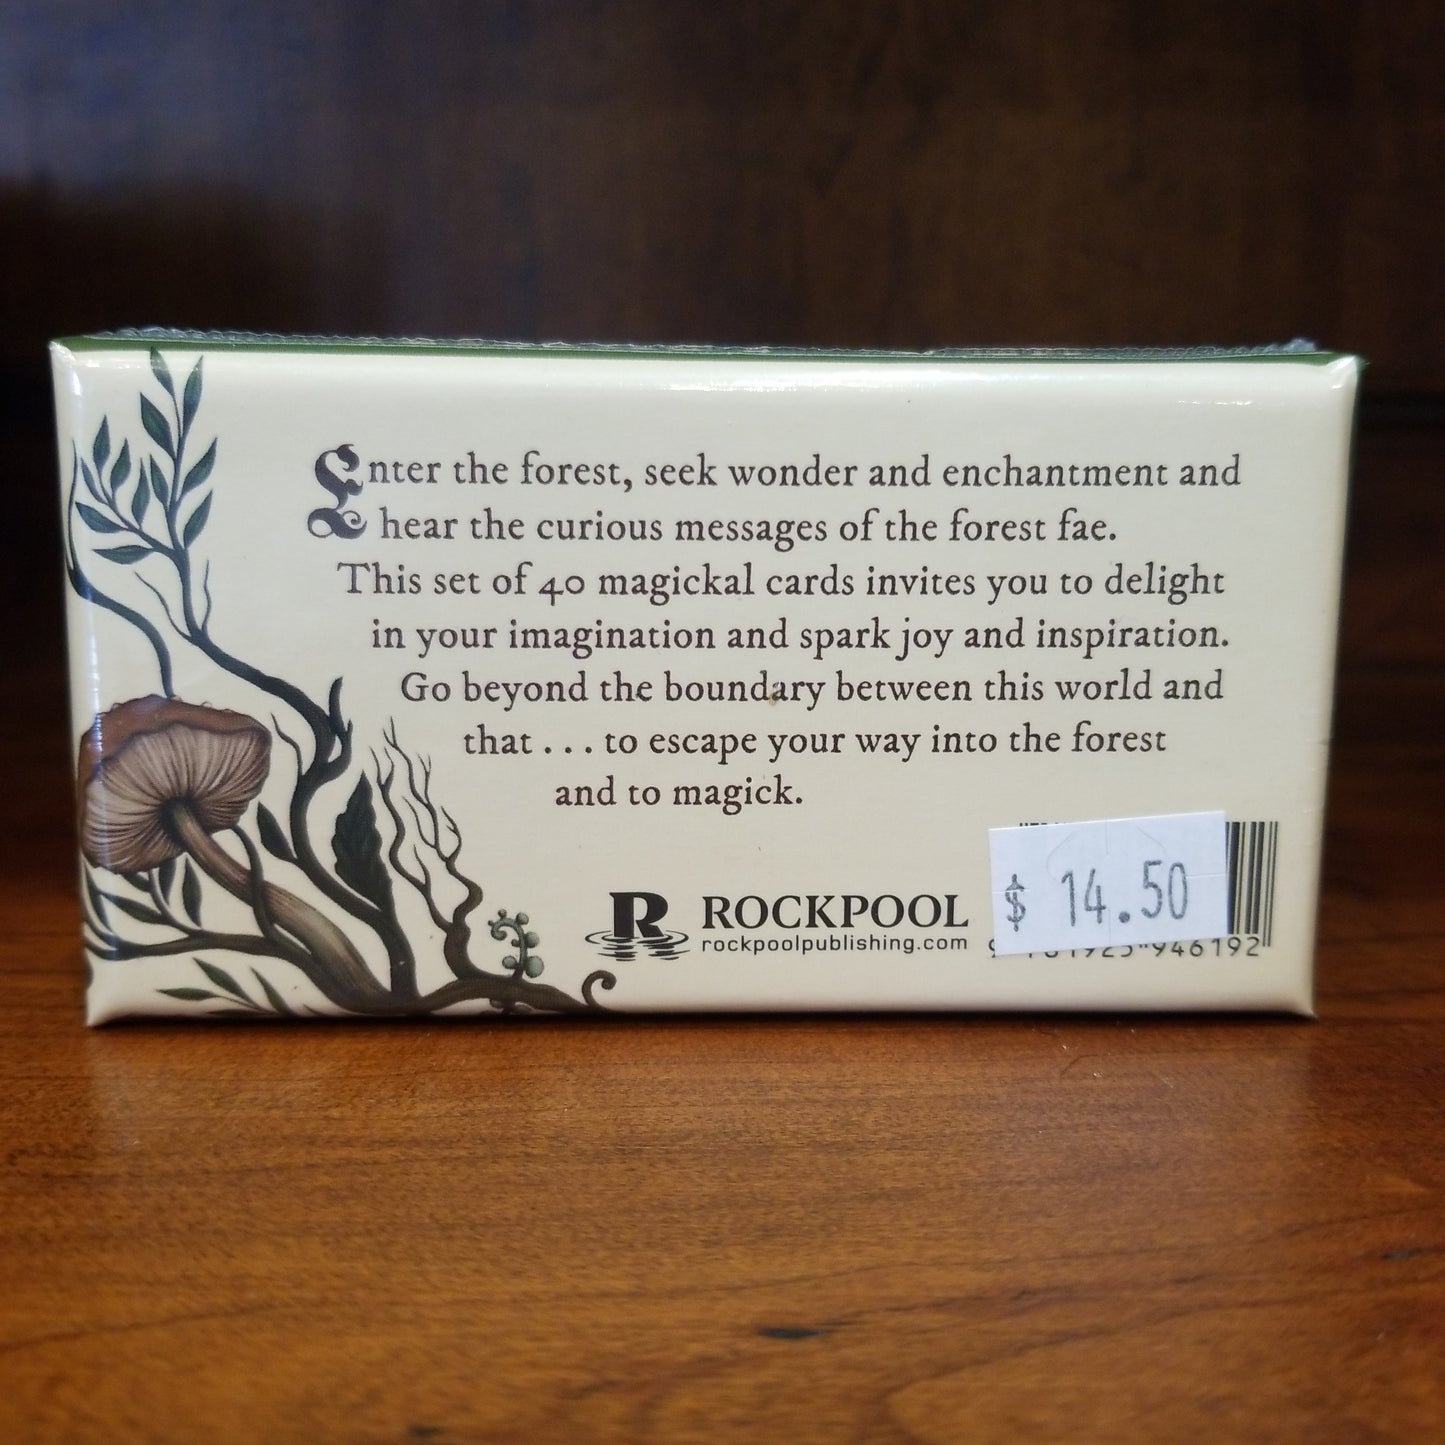 Enter the forest, seek wonder and enchantment and
hear the curious messages of the forest fae.
This set of 40 magickal cards invites you to delight
in your imagination and spark joy and inspiration.
Go beyond the boundary between this world and
that . . . to escape your way into the forest
and to magick.
R ROCKPOOL
rockpoolpublishing.com
$ 14.50
946192